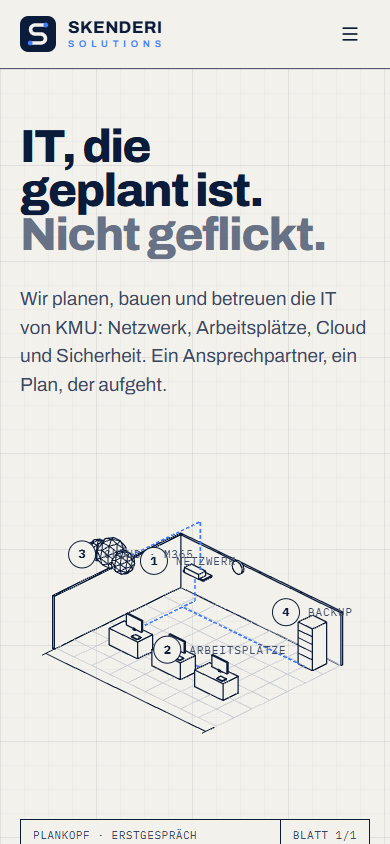 SKENDERI
SOLUTIONS
IT, die
geplant ist.
Nicht geflickt.
Wir planen, bauen und betreuen die IT
von KMU: Netzwerk, Arbeitsplätze, Cloud
und Sicherheit. Ein Ansprechpartner, ein
Plan, der aufgeht.
3
· M365
1 NETZWERK
4 BACKUP
2 ARBEITSPLÄTZE
PLANKOPF · ERSTGESPRÄCH
BLATT 1/1